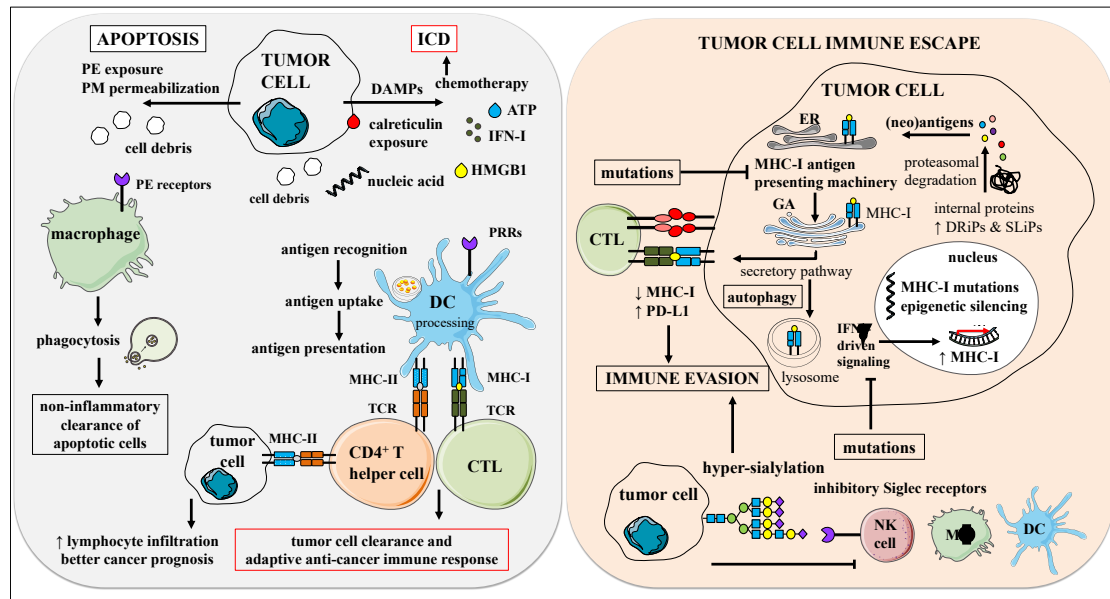 APOPTOSIS
ICD
PE exposure
PM permeabilization
TUMOR
CELL
DAMPs
chemotherapy
ATP
IFN-I
HMGB1
calreticulin
exposure
cell debris
cell debris
nucleic acid
PE receptors
macrophage
phagocytosis
non-inflammatory
clearance of
apoptotic cells
antigen recognition
antigen uptake
antigen presentation
PRRs
DC
processing
MHC-II
MHC-I
TCR
TCR
tumor
cell
MHC-II
CD4+ T
helper cell
CTL
↑ lymphocyte infiltration
better cancer prognosis
tumor cell clearance and
adaptive anti-cancer immune response
TUMOR CELL IMMUNE ESCAPE
TUMOR CELL
ER
(neo)antigens
mutations
MHC-I antigen
presenting machinery
proteasomal
degradation
GA
MHC-I
internal proteins
↑ DRiPs & SLiPs
CTL
secretory pathway
nucleus
autophagy
MHC-I mutations
epigenetic silencing
↓ MHC-I
↑ PD-L1
IFN
driven
signaling
↑ MHC-I
lysosome
IMMUNE EVASION
mutations
hyper-sialylation
tumor cell
inhibitory Siglec receptors
NK
cell
M
DC